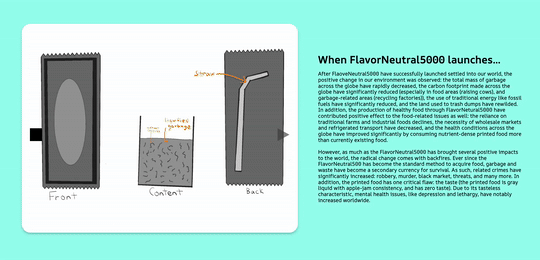 When FlavorNeutral5000 launches...
Straw
liquified
garbage
Front
Content
Back
After FlavoeNeutral5000 have successfully launched settled into our world, the
positive change in our environment was observed: the total mass of garbage
across the globe have rapidly decreased, the carbon footprint made across the
globe have significantly reduced (especially in food areas (raising cows), and
garbage-related areas (recycling factories)), the use of traditional energy like fossil
fuels have significantly reduced, and the land used to trash dumps have rewilded.
In addition, the production of healthy food through FlavorNetural5000 have
contributed positive effect to the food-related issues as well: the reliance on
traditional farms and industrial foods declines, the necessity of wholesale markets
and refrigerated transport have decreased, and the health conditions across the
globe have improved significantly by consuming nutrient-dense printed food more
than currently existing food.
However, as much as the FlavorNeutral5000 has brought several positive impacts
to the world, the radical change comes with backfires. Ever since the
FlavorNeutral500 has become the standard method to acquire food, garbage and
waste have become a secondary currency for survival. As such, related crimes have
significantly increased: robbery, murder, black market, threats, and many more. In
addition, the printed food has one critical flaw: the taste (the printed food is gray
liquid with apple-jam consistency, and has zero taste). Due to its tasteless
characteristic, mental health issues, like depression and lethargy, have notably
increased worldwide.